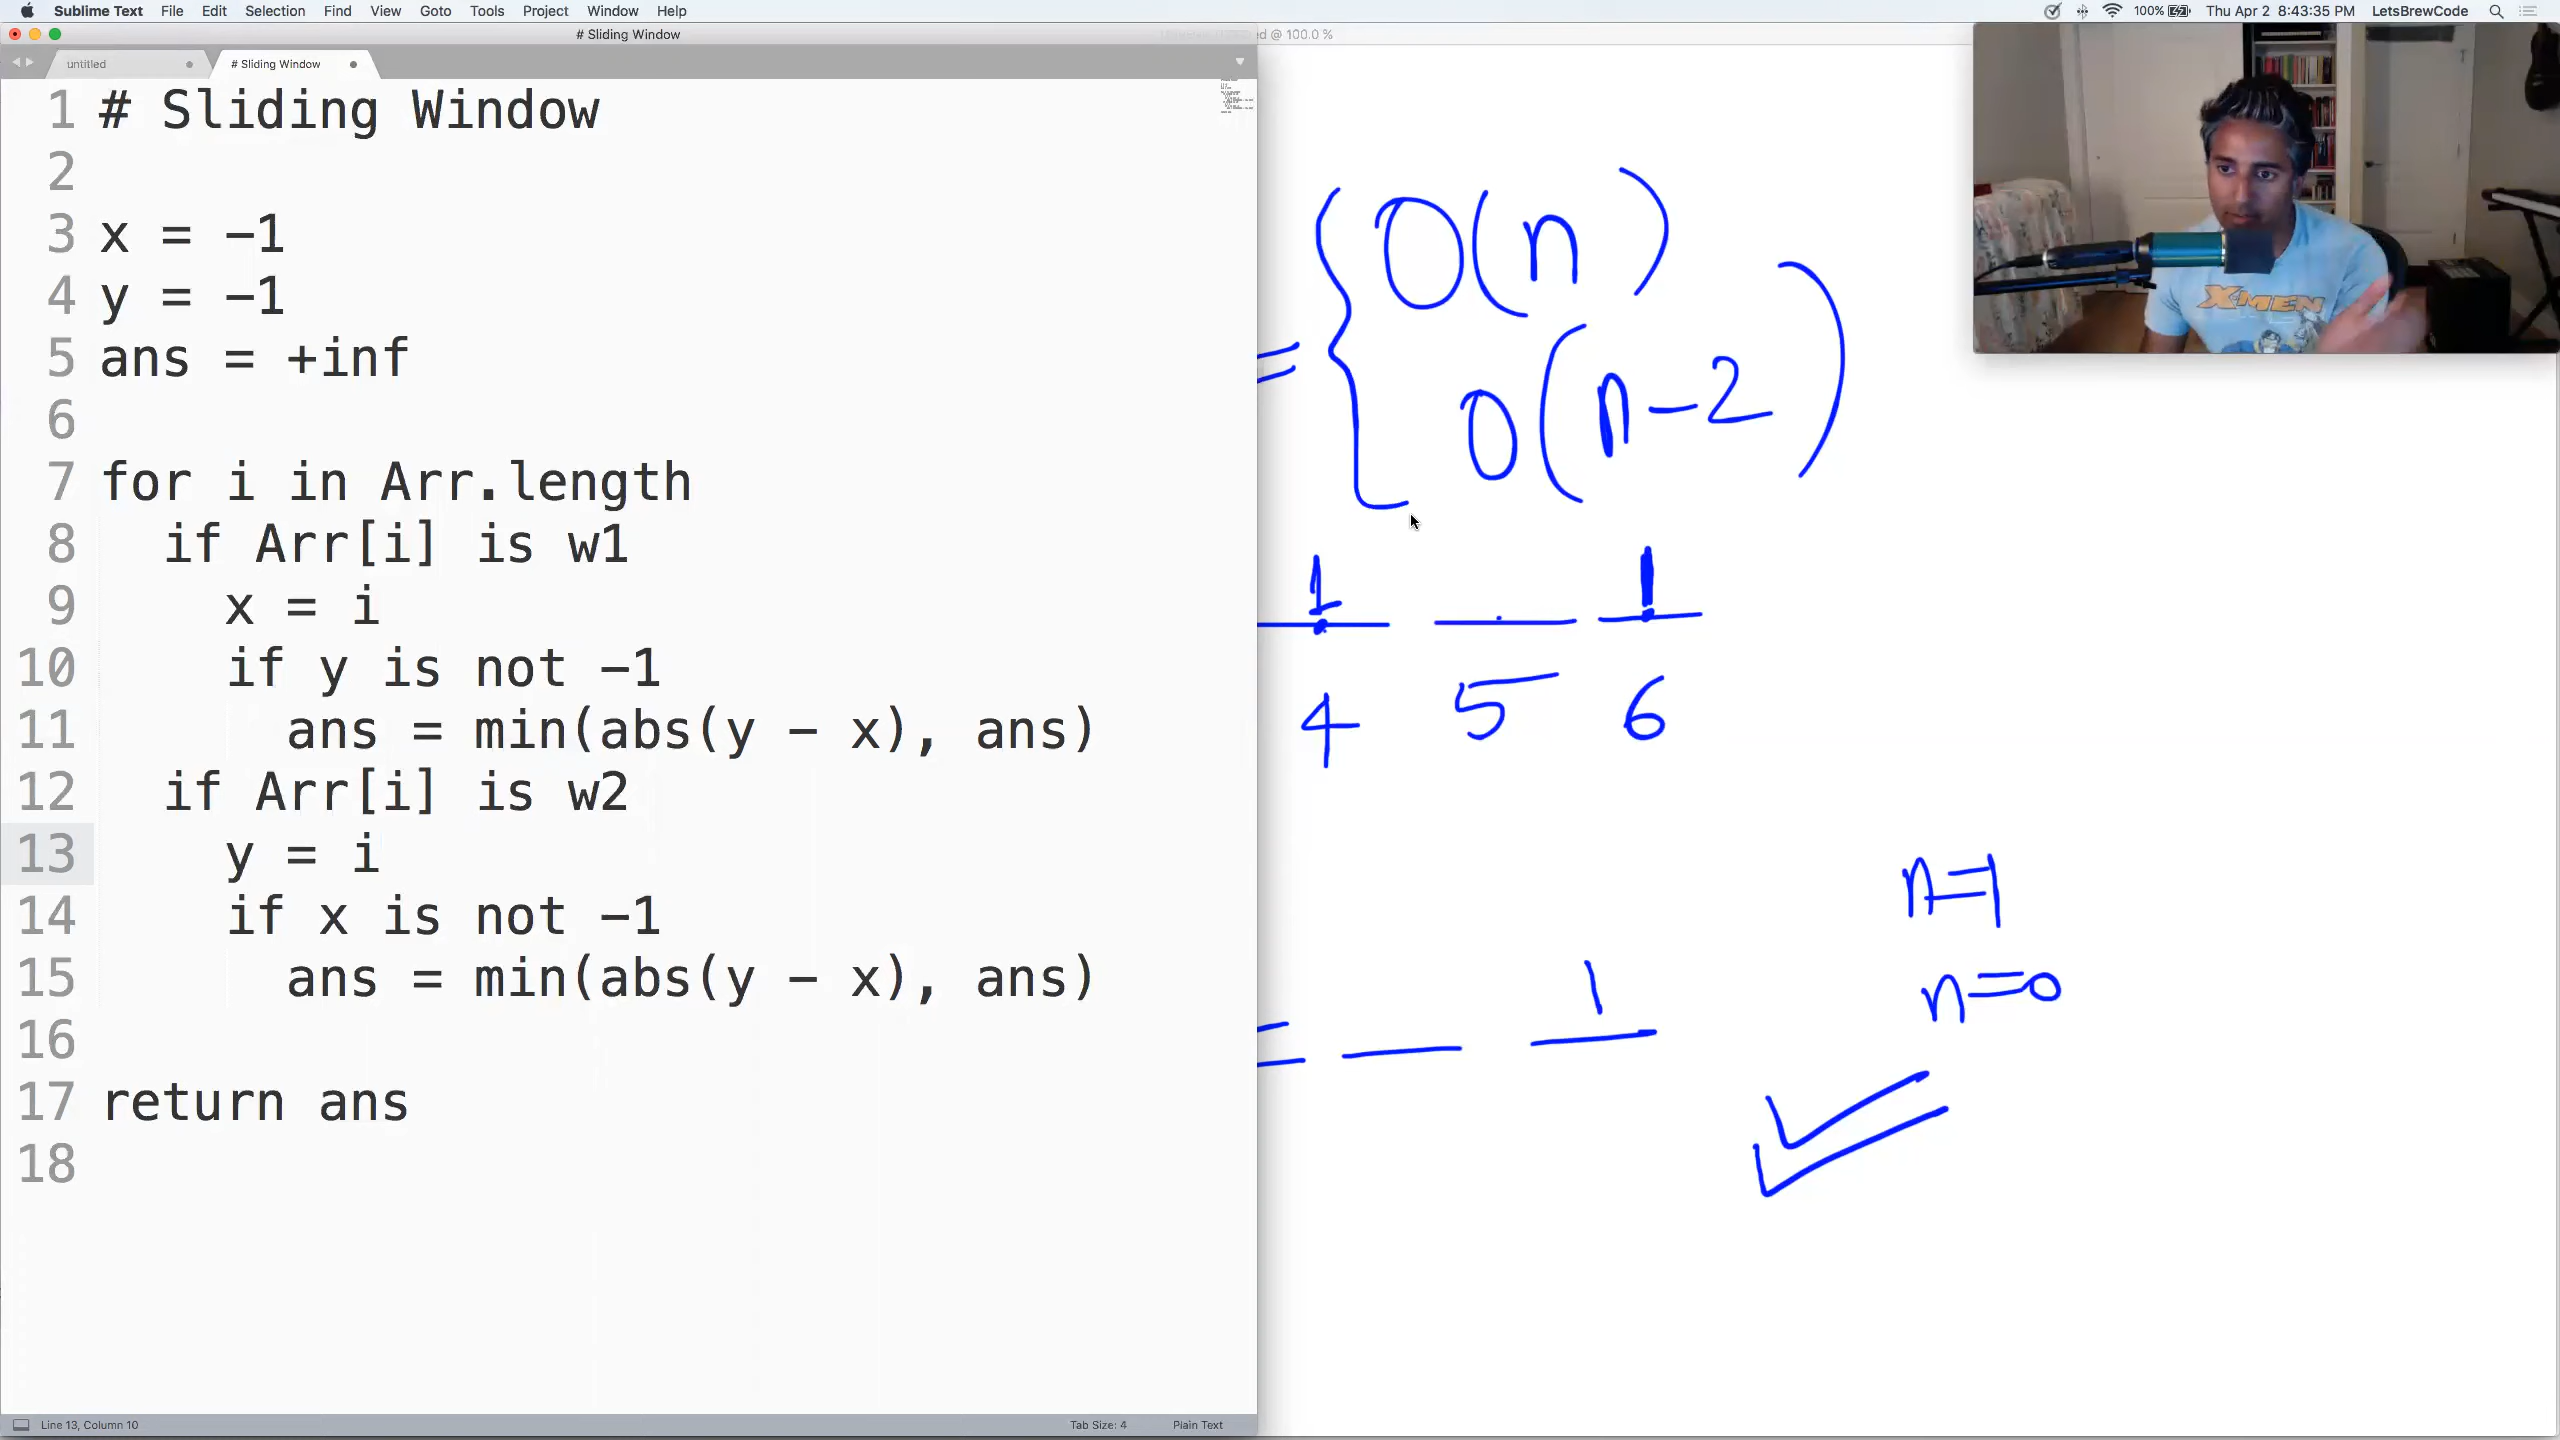 Sublime Text File Edit Selection Find View Goto Tools Project Window Help
100% Thu Apr 2 8:43:35 PM LetsBrewCode
# Sliding Window
ed @ 100.0 %
untitled
# Sliding Window
1 # Sliding Window
2
3 x = -1
4 y = -1
5 ans = +inf
6
7 for i in Arr.length
8 if Arr[i] is w1
9 x = i
10 if y is not -1
11 ans = min(abs(y - x), ans)
12 if Arr[i] is w2
13 y = i
14 if x is not -1
15 ans = min(abs(y - x), ans)
16
17 return ans
18
= { O(n)
O(n-2)
1 1
4 5 6
n=1
n=0
= 1
X-MEN
Line 13, Column 10
Tab Size: 4
Plain Text